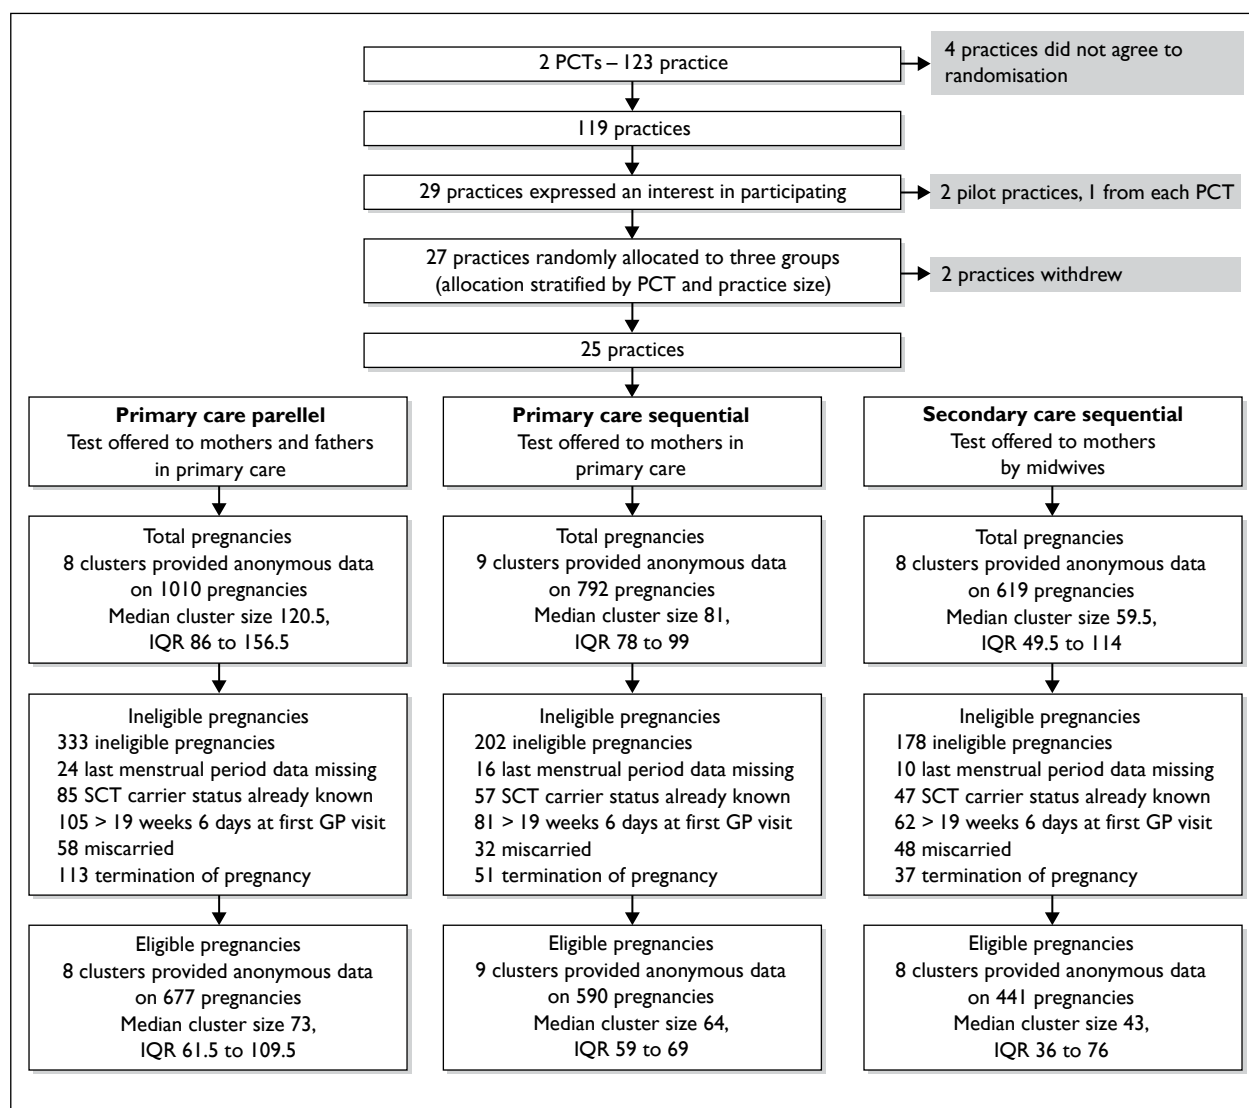 2 PCTs – 123 practice
4 practices did not agree to
randomisation
119 practices
29 practices expressed an interest in participating
2 pilot practices, 1 from each PCT
27 practices randomly allocated to three groups
(allocation stratified by PCT and practice size)
2 practices withdrew
25 practices
Primary care parellel
Test offered to mothers and fathers
in primary care
Total pregnancies
8 clusters provided anonymous data
on 1010 pregnancies
Median cluster size 120.5,
IQR 86 to 156.5
Ineligible pregnancies
333 ineligible pregnancies
24 last menstrual period data missing
85 SCT carrier status already known
105 > 19 weeks 6 days at first GP visit
58 miscarried
113 termination of pregnancy
Eligible pregnancies
8 clusters provided anonymous data
on 677 pregnancies
Median cluster size 73,
IQR 61.5 to 109.5
Primary care sequential
Test offered to mothers in
primary care
Total pregnancies
9 clusters provided anonymous data
on 792 pregnancies
Median cluster size 81,
IQR 78 to 99
Ineligible pregnancies
202 ineligible pregnancies
16 last menstrual period data missing
57 SCT carrier status already known
81 > 19 weeks 6 days at first GP visit
32 miscarried
51 termination of pregnancy
Eligible pregnancies
9 clusters provided anonymous data
on 590 pregnancies
Median cluster size 64,
IQR 59 to 69
Secondary care sequential
Test offered to mothers
by midwives
Total pregnancies
8 clusters provided anonymous data
on 619 pregnancies
Median cluster size 59.5,
IQR 49.5 to 114
Ineligible pregnancies
178 ineligible pregnancies
10 last menstrual period data missing
47 SCT carrier status already known
62 > 19 weeks 6 days at first GP visit
48 miscarried
37 termination of pregnancy
Eligible pregnancies
8 clusters provided anonymous data
on 441 pregnancies
Median cluster size 43,
IQR 36 to 76